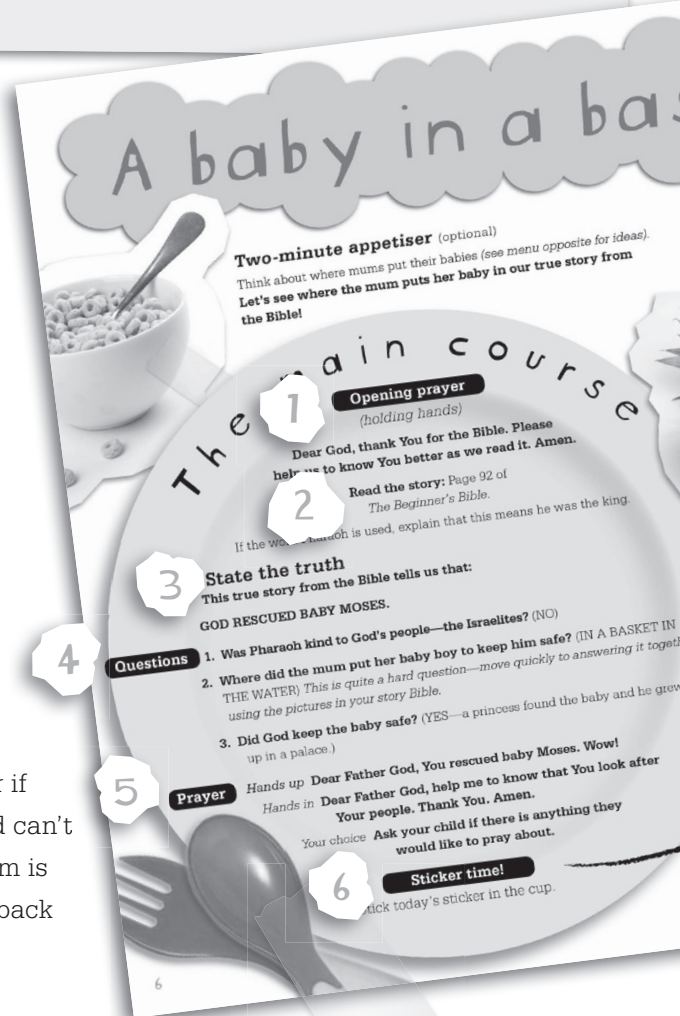 A baby in a bas
Two-minute appetiser (optional)
Think about where mums put their babies (see menu opposite for ideas).
Let's see where the mum puts her baby in our true story from
the Bible!
The main course
1
Opening prayer
(holding hands)
Dear God, thank You for the Bible. Please
help us to know You better as we read it. Amen.
2
Read the story: Page 92 of
The Beginner's Bible.
If the word Pharaoh is used, explain that this means he was the king.
3
State the truth
This true story from the Bible tells us that:
GOD RESCUED BABY MOSES.
4
Questions
1. Was Pharaoh kind to God's people—the Israelites? (NO)
2. Where did the mum put her baby boy to keep him safe? (IN A BASKET IN
THE WATER) This is quite a hard question—move quickly to answering it togeth
using the pictures in your story Bible.
3. Did God keep the baby safe? (YES—a princess found the baby and he grew
up in a palace.)
5
Prayer
Hands up Dear Father God, You rescued baby Moses. Wow!
Hands in Dear Father God, help me to know that You look after
Your people. Thank You. Amen.
Your choice Ask your child if there is anything they
would like to pray about.
6
Sticker time!
tick today's sticker in the cup.
6
r if
d can't
m is
back